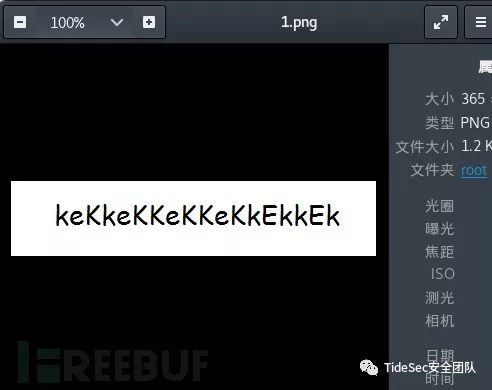 100%
1.png
大小 365
类型 PNG
文件大小 1.2 K
文件夹 root
光圈
曝光
焦距
ISO
测光
相机
日期
时间
keKkeKKeKKeKkEkkEk
FREEBUF
TideSec安全团队